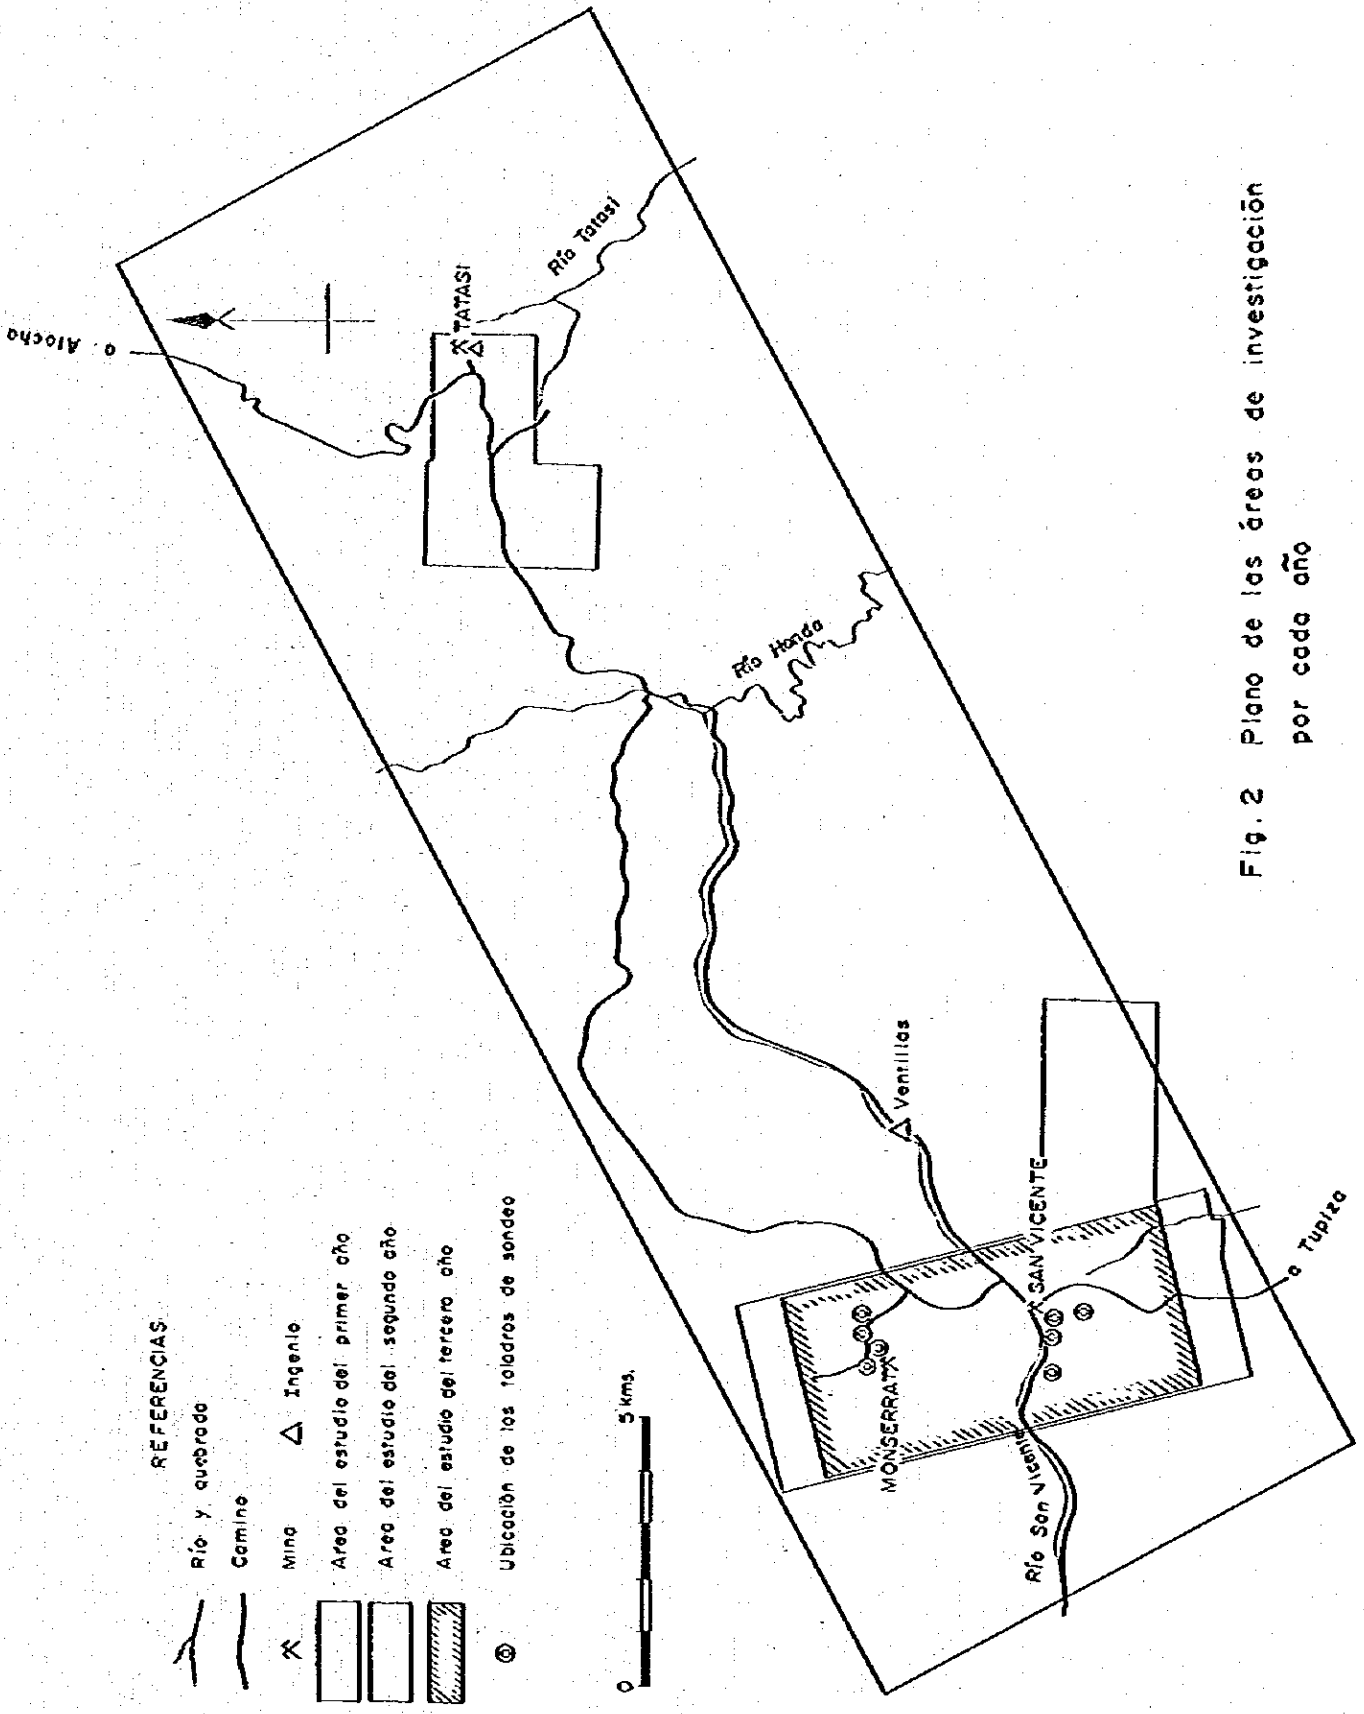 a Atocha
TATASI
Río Tatasi
Río Honda
Ventillas
SAN VICENTE
MONSERRAT
Río San Vicente
a Tupiza
REFERENCIAS
Río y quebrada
Camino
Mina
Ingenio
Area del estudio del primer año
Area del estudio del segundo año
Area del estudio del tercero año
Ubicación de los taladros de sondeo
0 5 kms.
Fig. 2 Plano de las áreas de investigación
por cada año